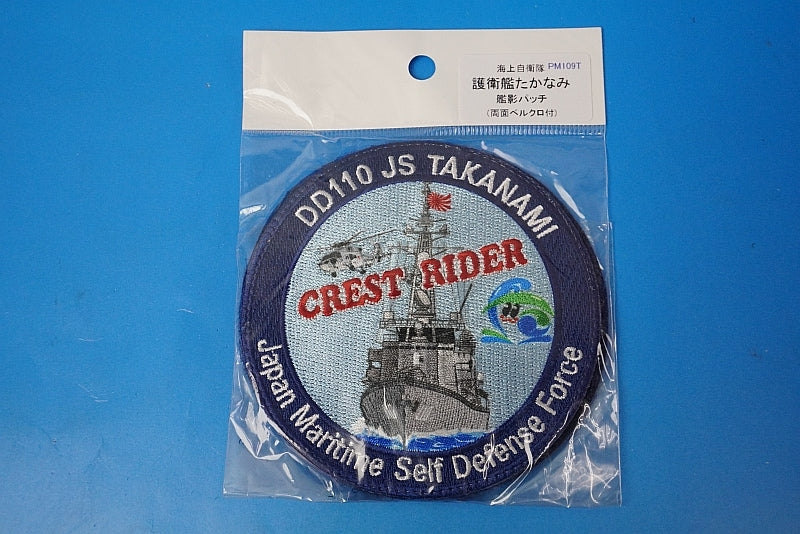 海上自衛隊 PM109T
護衛艦たかなみ
艦影パッチ
(両面ベルクロ付)
DD110 JS TAKANAMI
CREST RIDER
Japan Maritime Self Defense Force